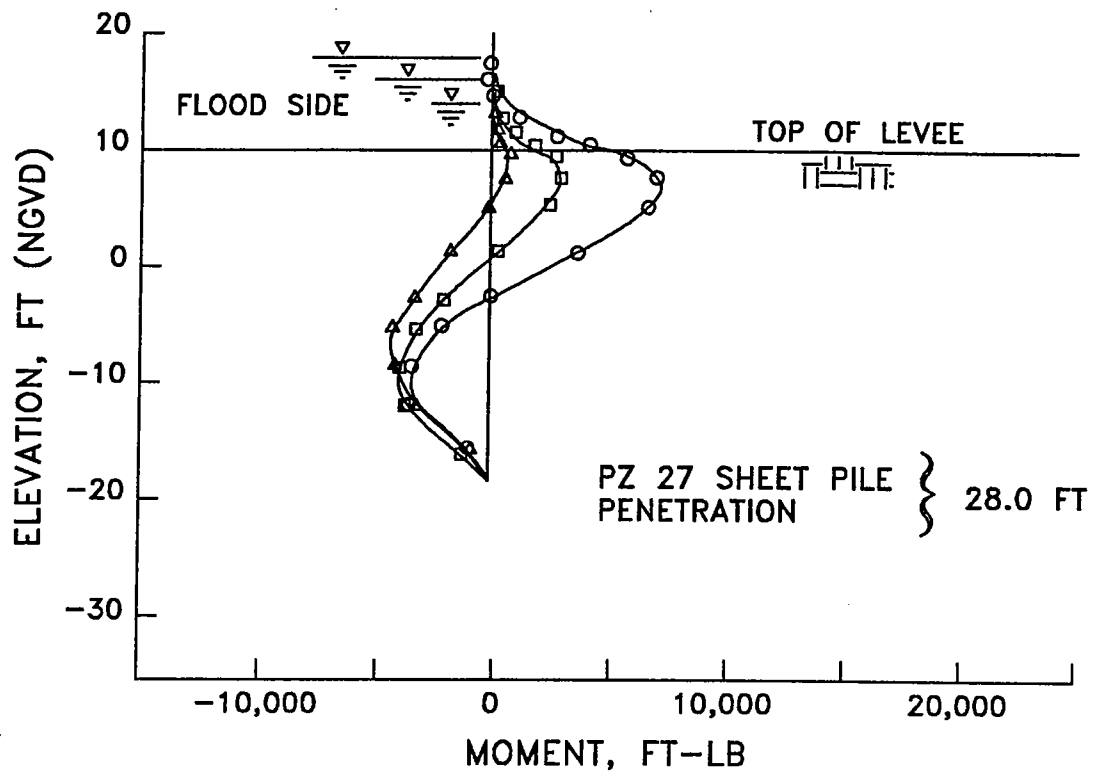 20
FLOOD SIDE
TOP OF LEVEE
10
0
-10
-20
-30
ELEVATION, FT (NGVD)
PZ 27 SHEET PILE
PENETRATION
28.0 FT
-10,000 0 10,000 20,000
MOMENT, FT-LB